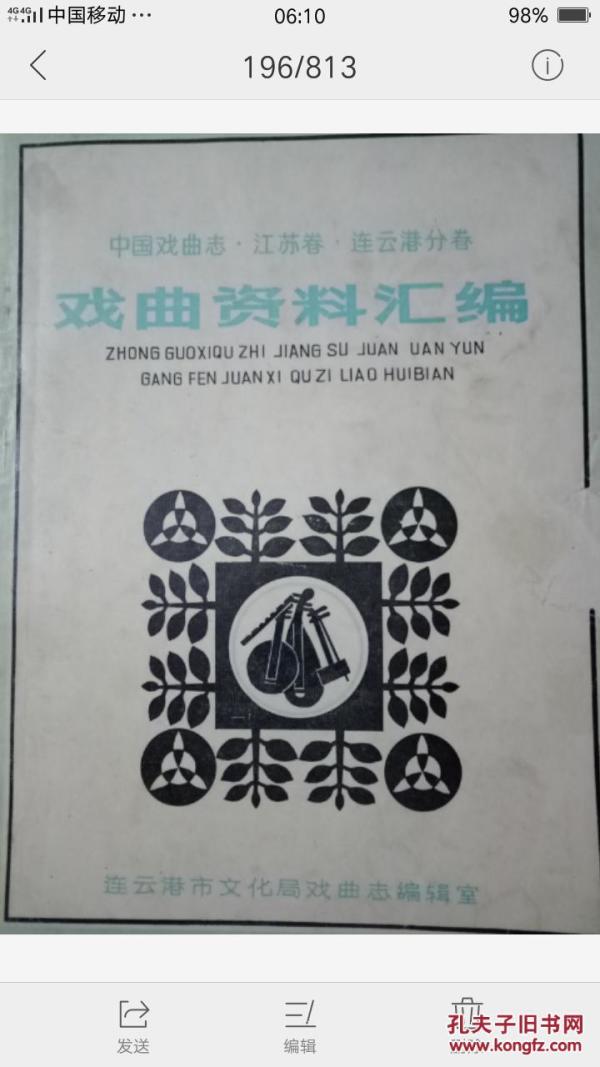 4G 4G 中国移动 ··· 06:10 98%
196/813
中国戏曲志·江苏卷·连云港分卷
戏曲资料汇编
ZHONG GUOXIQU ZHI JIANG SU JUAN UAN YUN
GANG FEN JUAN XI QU ZI LIAO HUIBIAN
连云港市文化局戏曲志编辑室
发送 编辑
孔夫子旧书网
www.kongfz.com